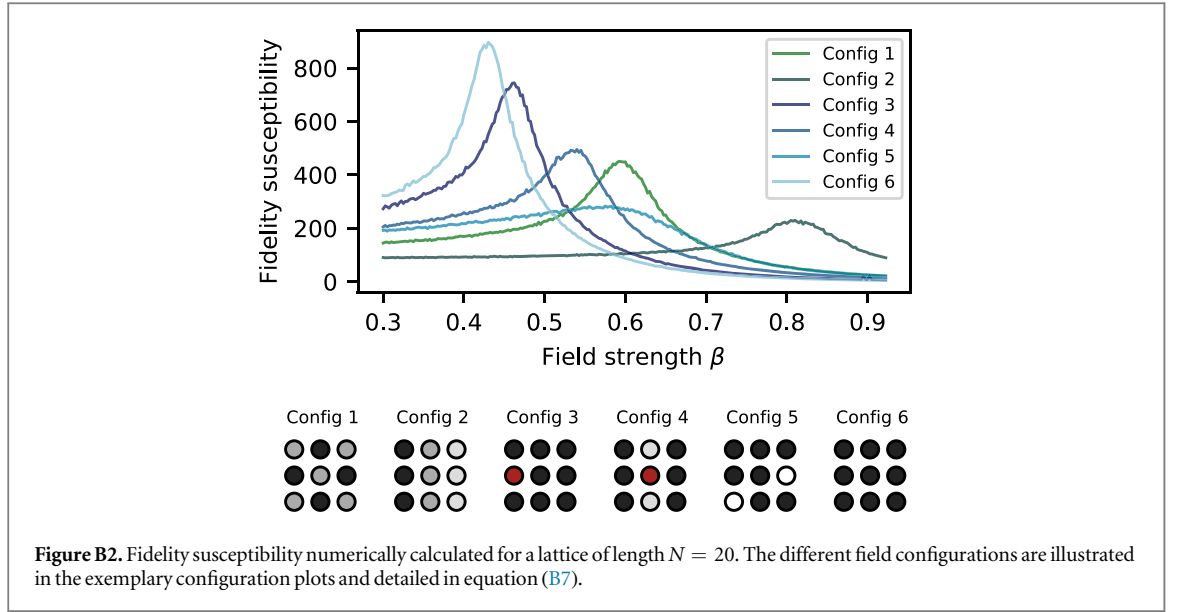 Fidelity susceptibility
800
600
400
200
0
Config 1
Config 2
Config 3
Config 4
Config 5
Config 6
0.3 0.4 0.5 0.6 0.7 0.8 0.9
Field strength β
Config 1 Config 2 Config 3 Config 4 Config 5 Config 6
Figure B2. Fidelity susceptibility numerically calculated for a lattice of length N = 20. The different field configurations are illustrated
in the exemplary configuration plots and detailed in equation (B7).